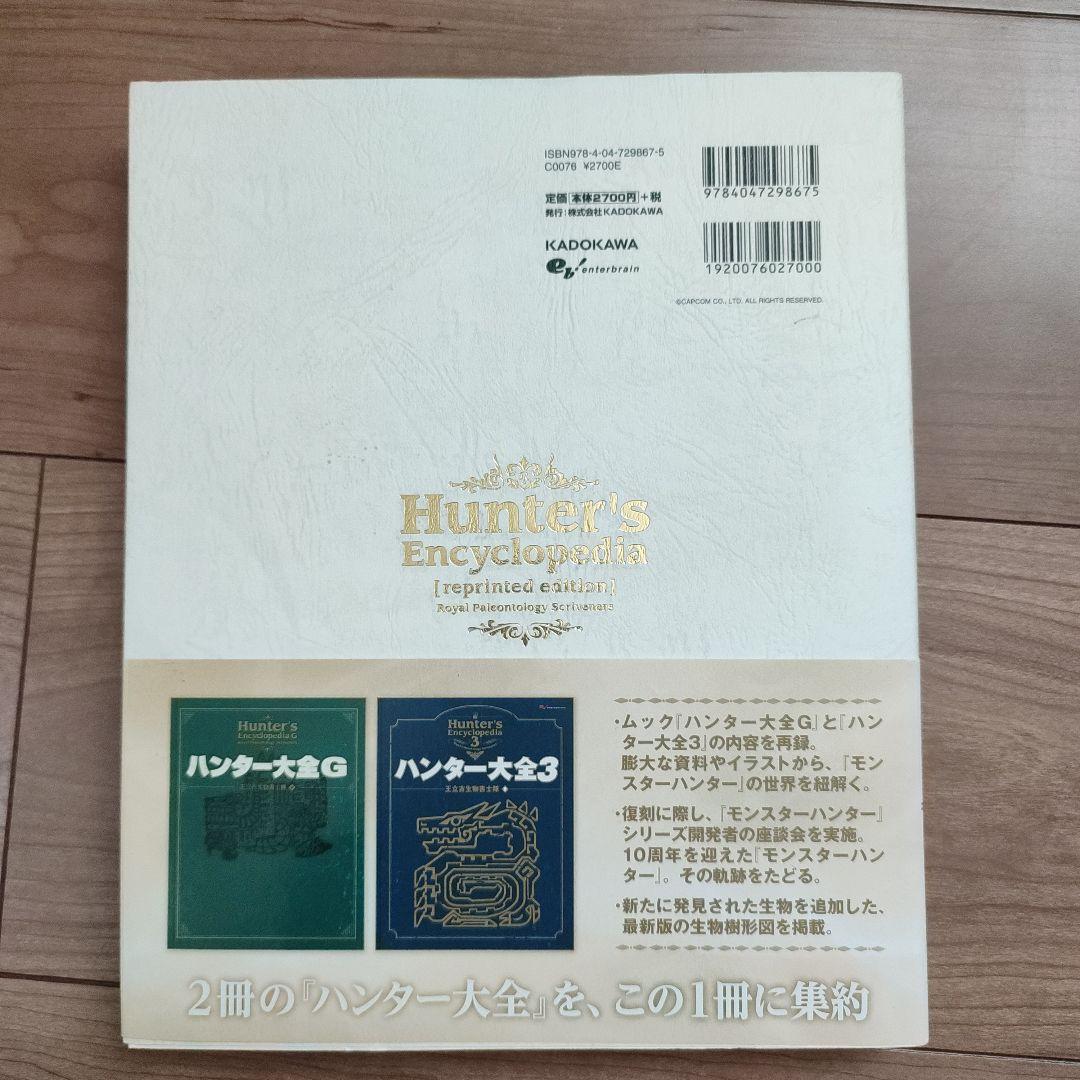 ISBN978-4-04-729867-5
C0076 ¥2700E
9784047298675
定価 本体2700円 +税
発行:株式会社KADOKAWA
KADOKAWA
eb! enterbrain
1920076027000
©CAPCOM CO., LTD. ALL RIGHTS RESERVED.
Hunter's
Encyclopedia
[reprinted edition]
Royal Paleontology Scriveners
Hunter's
Encyclopedia G
Royal Paleontology Scriveners
ハンター大全G
王立古生物書士隊
Hunter's
Encyclopedia
3
ハンター大全3
王立古生物書士隊
・ムック『ハンター大全G』と『ハン
ター大全3』の内容を再録。
膨大な資料やイラストから、『モン
スターハンター』の世界を紐解く。
・復刻に際し、『モンスターハンター』
シリーズ開発者の座談会を実施。
10周年を迎えた『モンスターハン
ター』。その軌跡をたどる。
・新たに発見された生物を追加した、
最新版の生物樹形図を掲載。
2冊の『ハンター大全』を、この1冊に集約